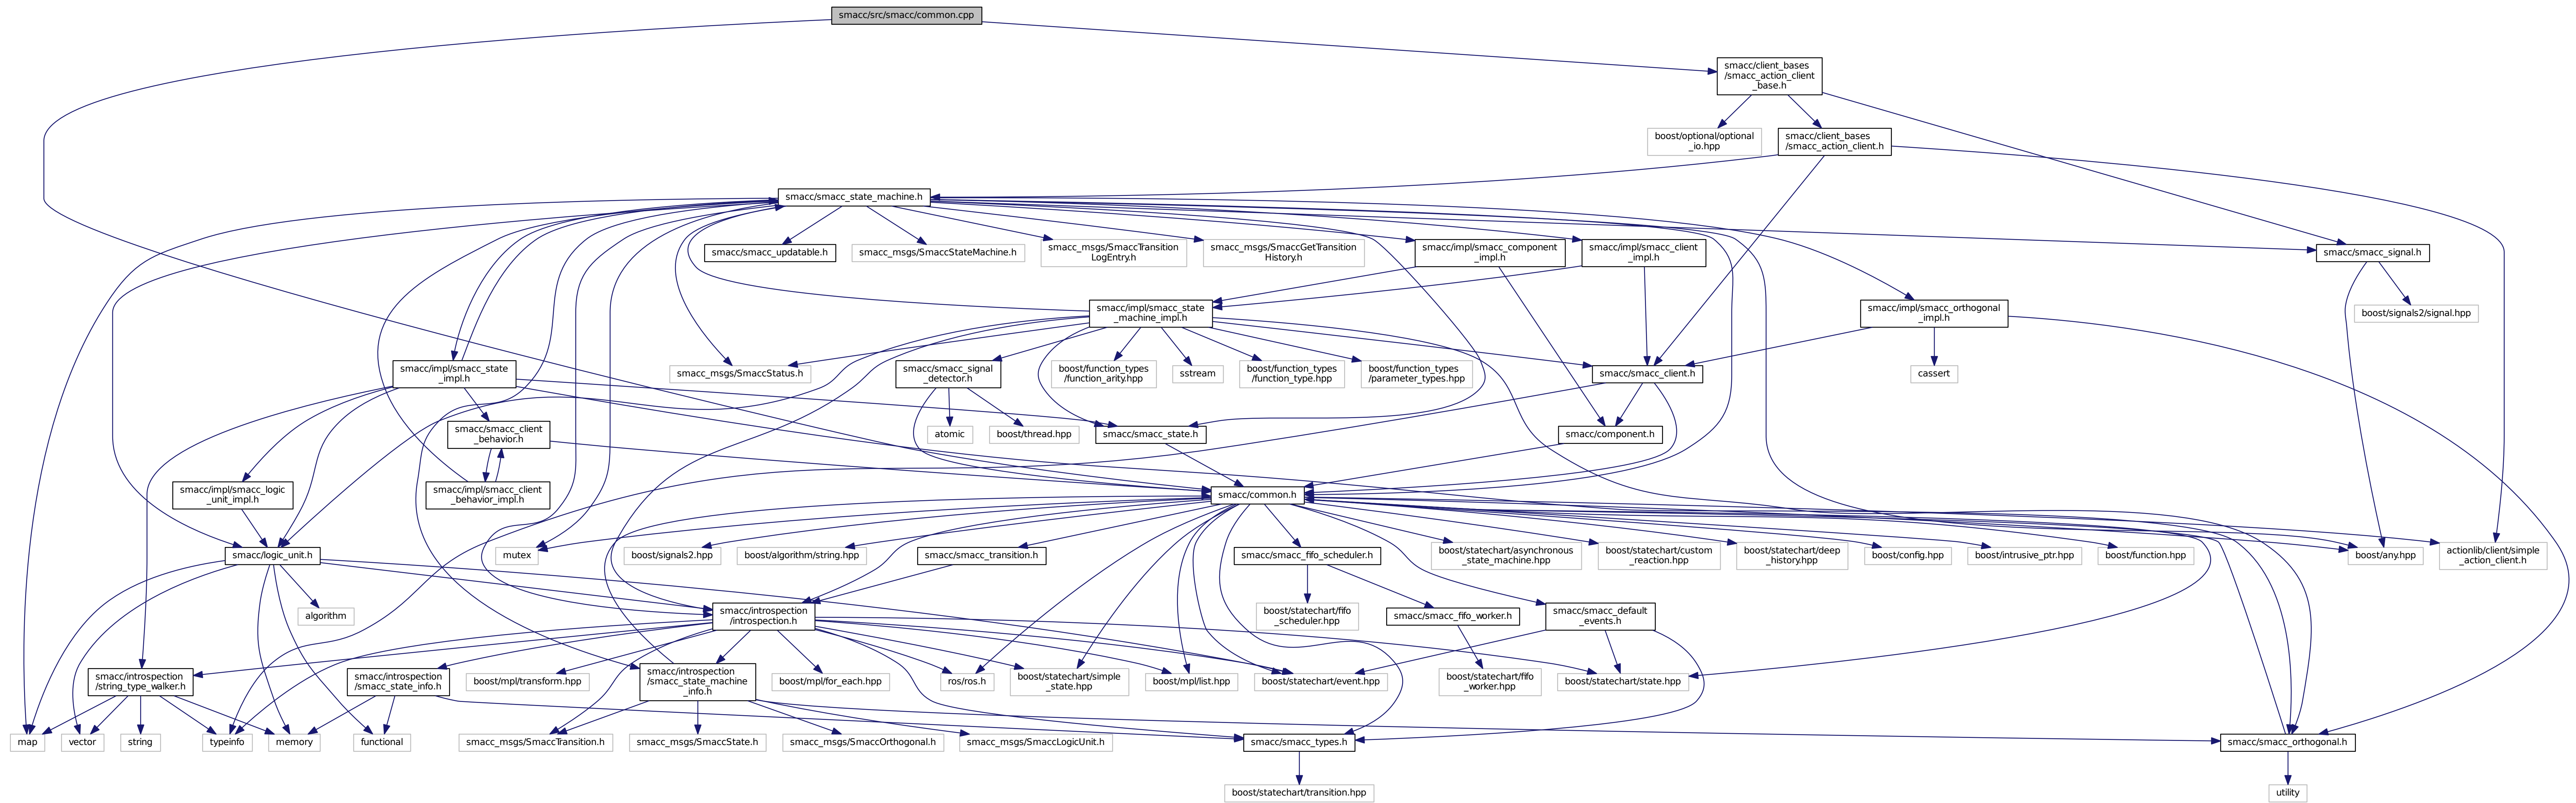 smacc/src/smacc/common.cpp
smacc/client_bases
/smacc_action_client
_base.h
boost/optional/optional
_io.hpp
smacc/client_bases
/smacc_action_client.h
smacc/smacc_state_machine.h
smacc/smacc_updatable.h
smacc_msgs/SmaccStateMachine.h
smacc_msgs/SmaccTransition
LogEntry.h
smacc_msgs/SmaccGetTransition
History.h
smacc/impl/smacc_component
_impl.h
smacc/impl/smacc_client
_impl.h
smacc/smacc_signal.h
smacc/impl/smacc_state
_machine_impl.h
smacc/impl/smacc_orthogonal
_impl.h
boost/signals2/signal.hpp
smacc/impl/smacc_state
_impl.h
smacc_msgs/SmaccStatus.h
smacc/smacc_signal
_detector.h
boost/function_types
/function_arity.hpp
sstream
boost/function_types
/function_type.hpp
boost/function_types
/parameter_types.hpp
smacc/smacc_client.h
cassert
smacc/smacc_client
_behavior.h
atomic
boost/thread.hpp
smacc/smacc_state.h
smacc/component.h
smacc/impl/smacc_logic
_unit_impl.h
smacc/impl/smacc_client
_behavior_impl.h
smacc/common.h
smacc/logic_unit.h
mutex
boost/signals2.hpp
boost/algorithm/string.hpp
smacc/smacc_transition.h
smacc/smacc_fifo_scheduler.h
boost/statechart/asynchronous
_state_machine.hpp
boost/statechart/custom
_reaction.hpp
boost/statechart/deep
_history.hpp
boost/config.hpp
boost/intrusive_ptr.hpp
boost/function.hpp
boost/any.hpp
actionlib/client/simple
_action_client.h
algorithm
smacc/introspection
/introspection.h
boost/statechart/fifo
_scheduler.hpp
smacc/smacc_fifo_worker.h
smacc/smacc_default
_events.h
smacc/introspection
/string_type_walker.h
smacc/introspection
/smacc_state_info.h
boost/mpl/transform.hpp
smacc/introspection
/smacc_state_machine
_info.h
boost/mpl/for_each.hpp
ros/ros.h
boost/statechart/simple
_state.hpp
boost/mpl/list.hpp
boost/statechart/event.hpp
boost/statechart/fifo
_worker.hpp
boost/statechart/state.hpp
map
vector
string
typeinfo
memory
functional
smacc_msgs/SmaccTransition.h
smacc_msgs/SmaccState.h
smacc_msgs/SmaccOrthogonal.h
smacc_msgs/SmaccLogicUnit.h
smacc/smacc_types.h
smacc/smacc_orthogonal.h
boost/statechart/transition.hpp
utility